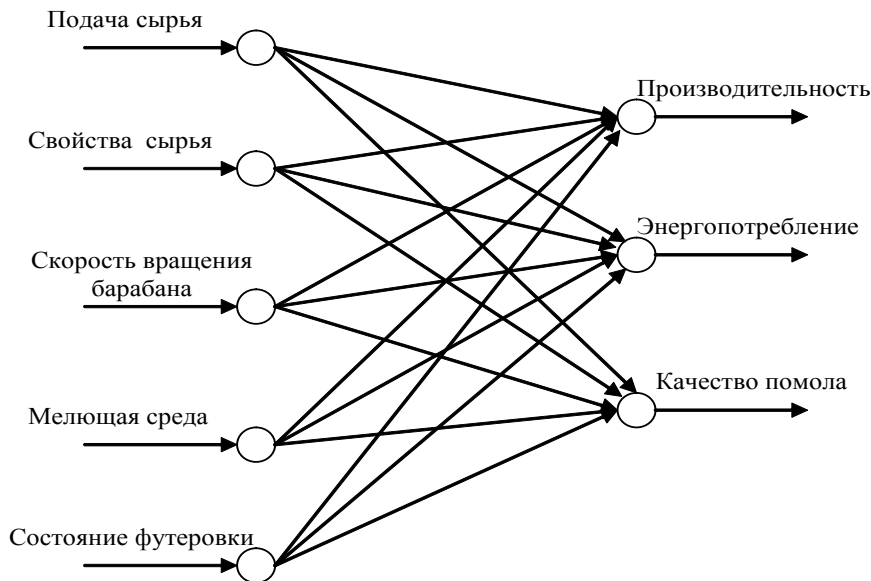 Подача сырья
Производительность
Свойства сырья
Энергопотребление
Скорость вращения
барабана
Качество помола
Мелющая среда
Состояние футеровки